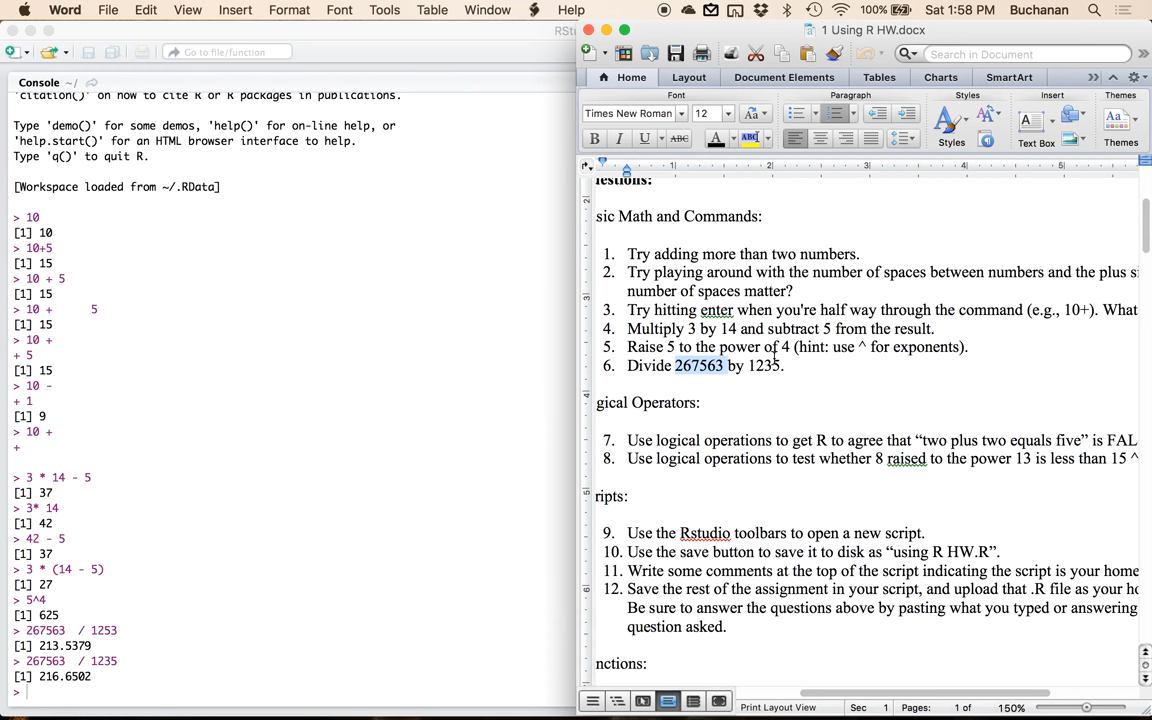 Word File Edit View Insert Format Font Tools Table Window Help 100% Sat 1:58 PM Buchanan
Go to file/function
RStu
1 Using R HW.docx
Search in Document
Home Layout Document Elements Tables Charts SmartArt
Font Paragraph Styles Insert Themes
Times New Roman 12 Aa
B I U ABC A ABC
Styles Text Box Themes
Console ~/
'citation()' on how to cite R or R packages in publications.
Type 'demo()' for some demos, 'help()' for on-line help, or
'help.start()' for an HTML browser interface to help.
Type 'q()' to quit R.
[Workspace loaded from ~/.RData]
> 10
[1] 10
> 10+5
[1] 15
> 10 + 5
[1] 15
> 10 +      5
[1] 15
> 10 +
+ 5
[1] 15
> 10 -
+ 1
[1] 9
> 10 +
+
> 3 * 14 - 5
[1] 37
> 3* 14
[1] 42
> 42 - 5
[1] 37
> 3 * (14 - 5)
[1] 27
> 5^4
[1] 625
> 267563  / 1253
[1] 213.5379
> 267563  / 1235
[1] 216.6502
>
1 2 3 4 5
estions:
sic Math and Commands:
1. Try adding more than two numbers.
2. Try playing around with the number of spaces between numbers and the plus si
number of spaces matter?
3. Try hitting enter when you're half way through the command (e.g., 10+). What
4. Multiply 3 by 14 and subtract 5 from the result.
5. Raise 5 to the power of 4 (hint: use ^ for exponents).
6. Divide 267563 by 1235.
gical Operators:
7. Use logical operations to get R to agree that “two plus two equals five” is FAL
8. Use logical operations to test whether 8 raised to the power 13 is less than 15 ^
ripts:
9. Use the Rstudio toolbars to open a new script.
10. Use the save button to save it to disk as “using R HW.R”.
11. Write some comments at the top of the script indicating the script is your home
12. Save the rest of the assignment in your script, and upload that .R file as your ho
Be sure to answer the questions above by pasting what you typed or answering
question asked.
nctions:
Print Layout View Sec 1 Pages: 1 of 150%